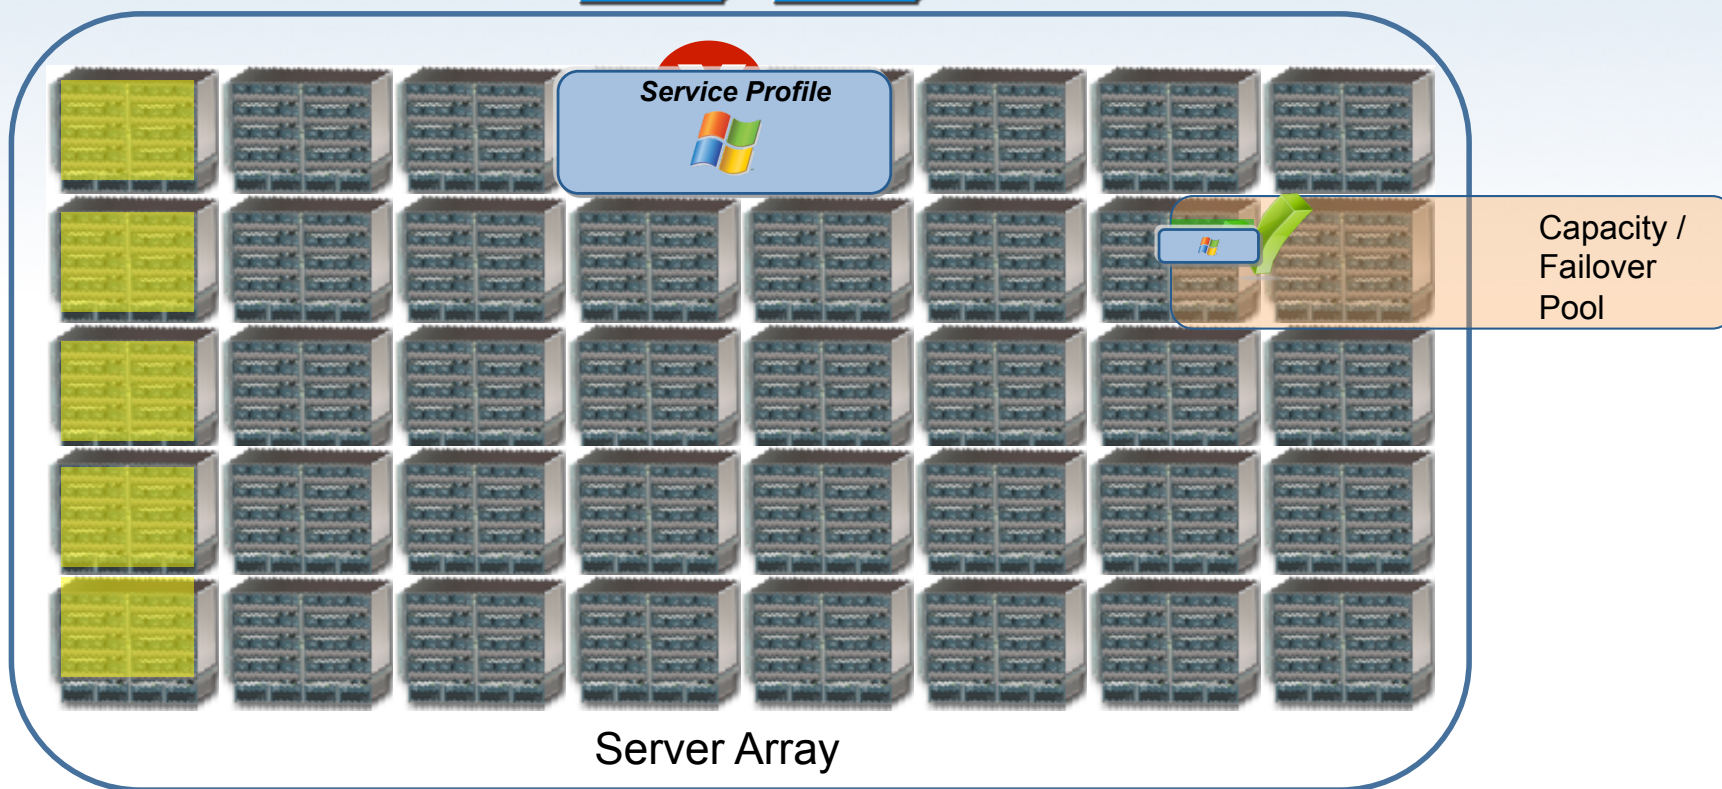 Service Profile
Capacity /
Failover
Pool
Server Array